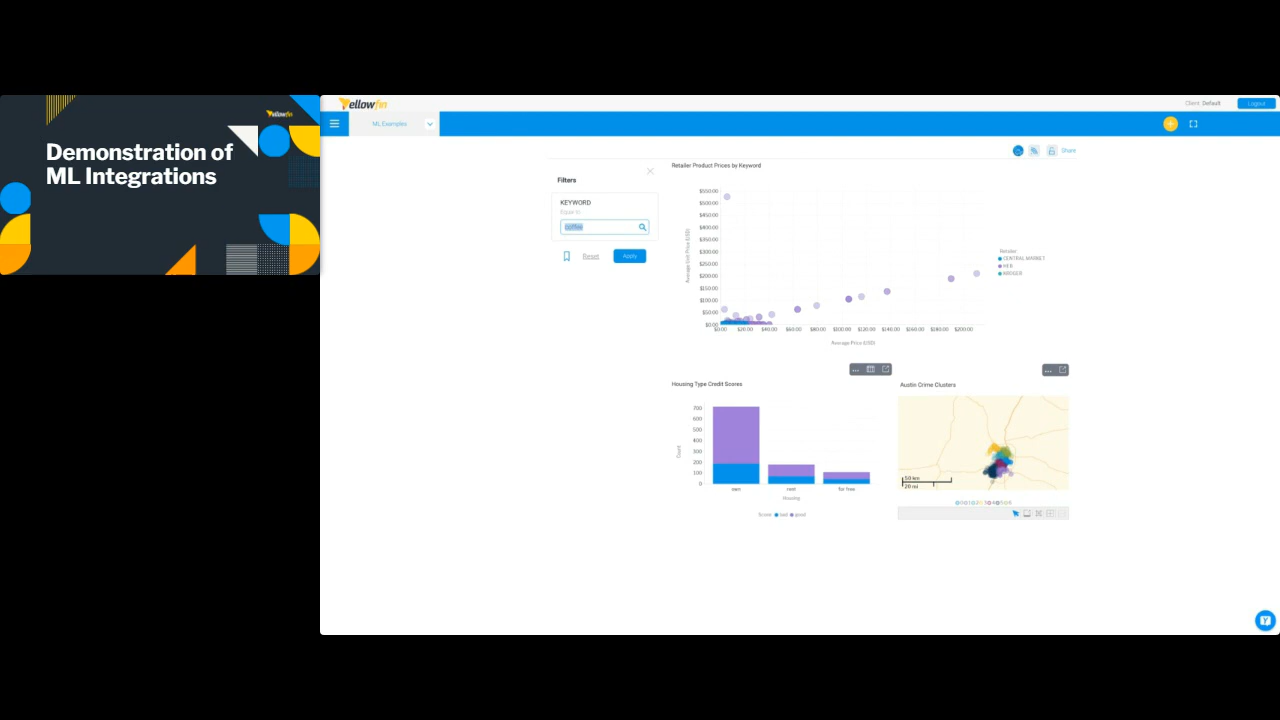 Yellowfin
Demonstration of
ML Integrations
Yellowfin
Client: Default
Logout
ML Examples
Share
Filters
KEYWORD
Equal to
coffee
Reset
Apply
Retailer Product Prices by Keyword
Average Unit Price (USD)
$550.00
$500.00
$450.00
$400.00
$350.00
$300.00
$250.00
$200.00
$150.00
$100.00
$50.00
$0.00
$0.00 $20.00 $40.00 $60.00 $80.00 $100.00 $120.00 $140.00 $160.00 $180.00 $200.00
Average Price (USD)
Retailer
CENTRAL MARKET
HEB
KROGER
Housing Type Credit Scores
Count
700
600
500
400
300
200
100
0
own rent for free
Housing
Score bad good
Austin Crime Clusters
50 km
20 mi